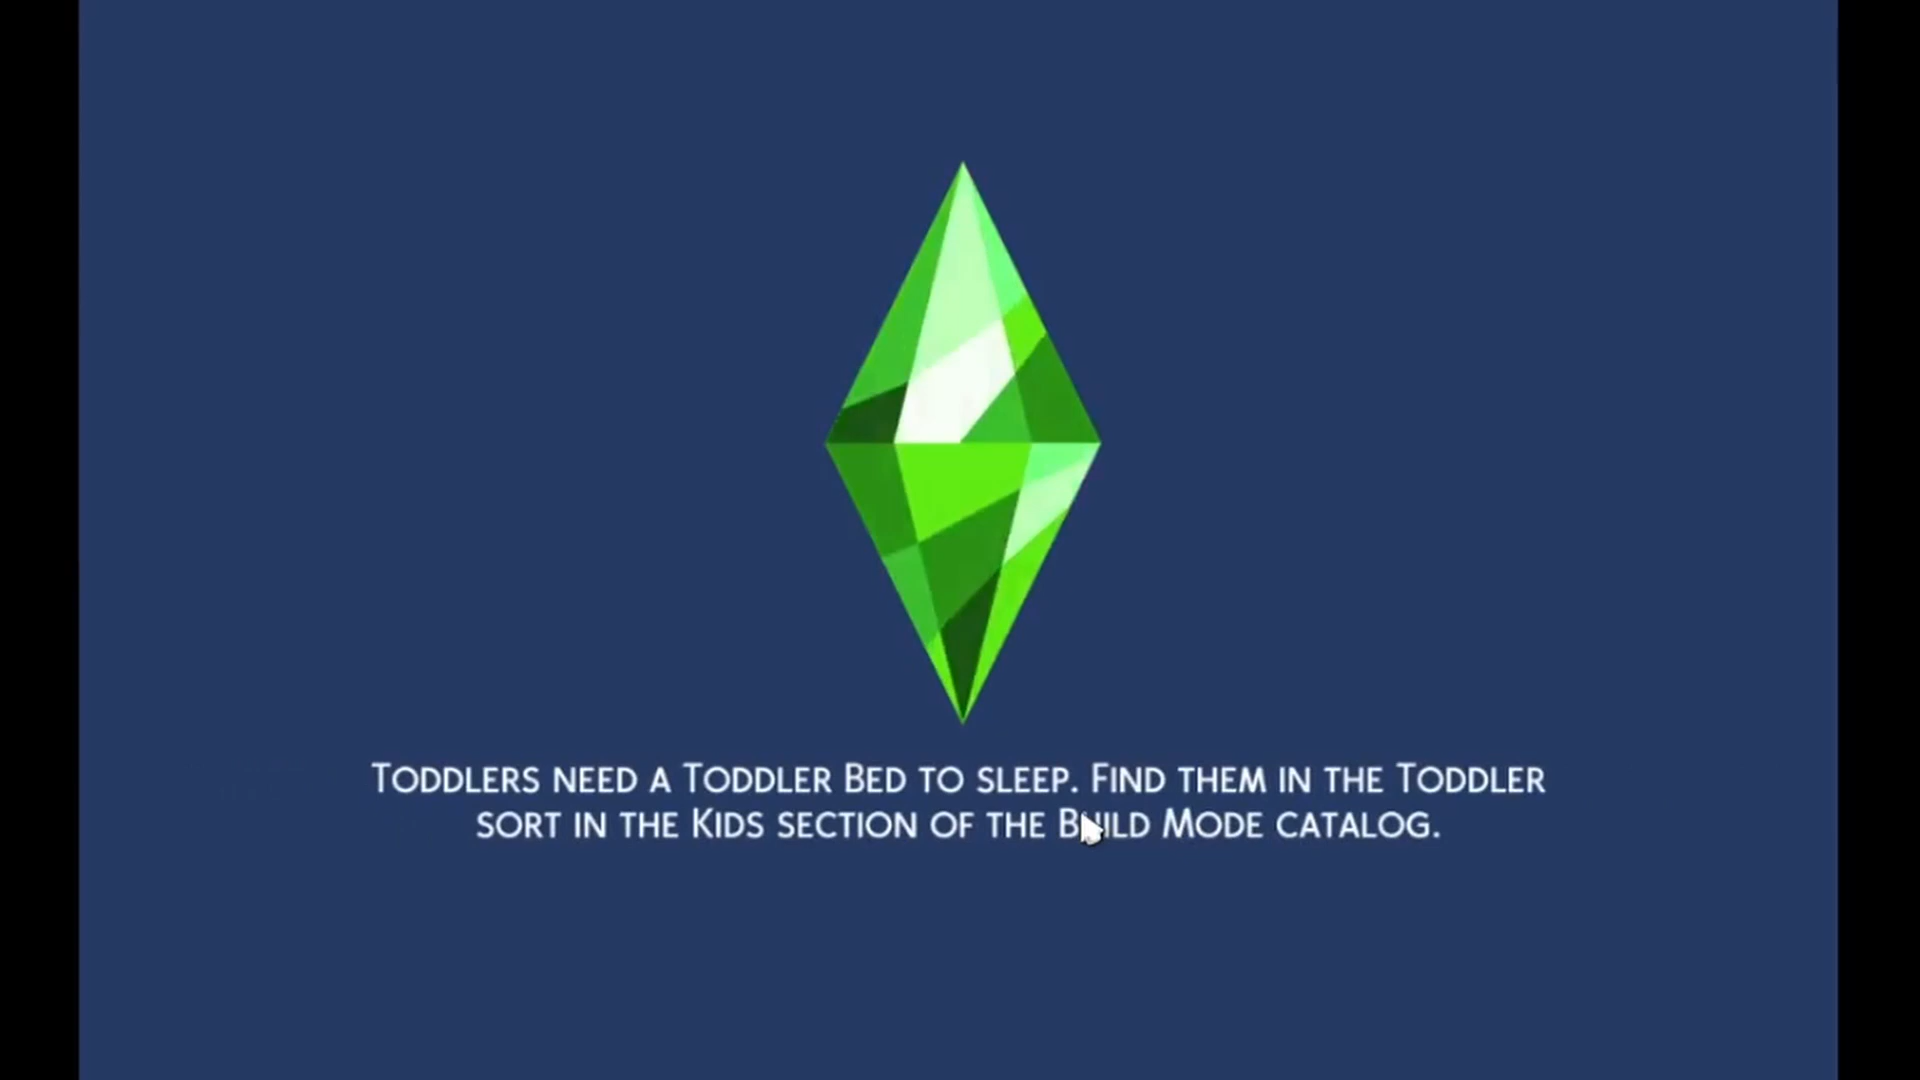 Toddlers need a Toddler Bed to sleep. Find them in the Toddler
sort in the Kids section of the Build Mode catalog.